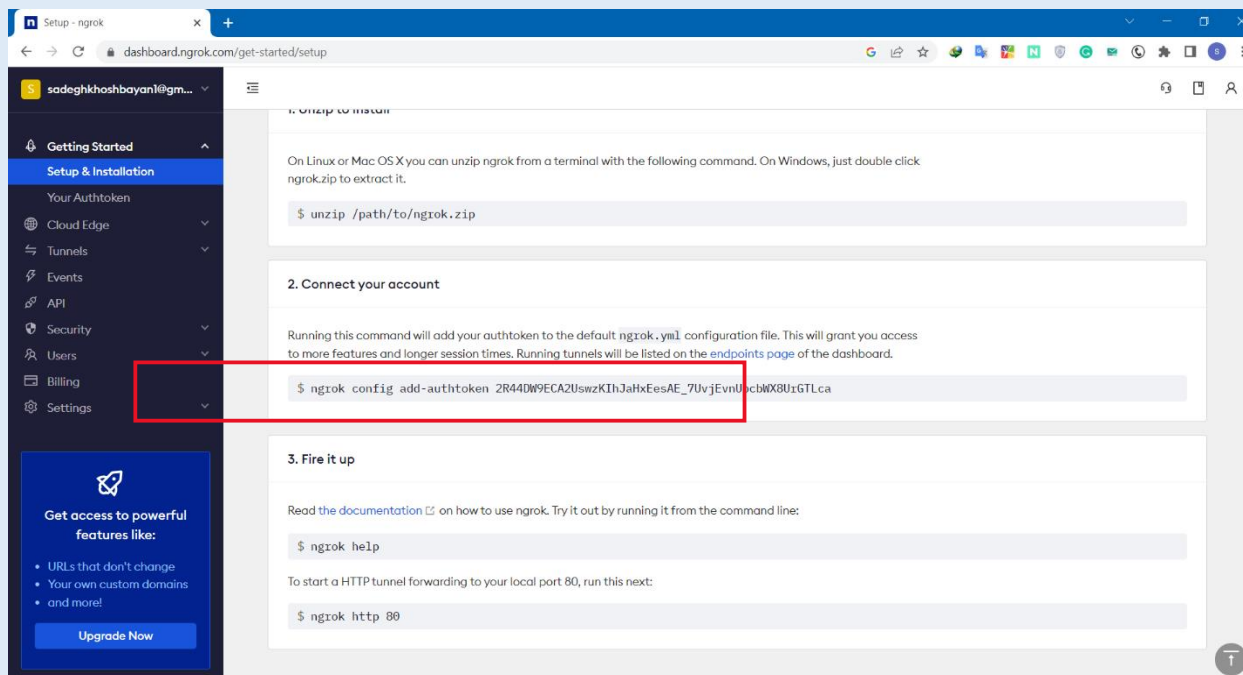 Setup - ngrok
dashboard.ngrok.com/get-started/setup
sadeghkhoshbayan1@gm...
Getting Started
Setup & Installation
Your Authtoken
Cloud Edge
Tunnels
Events
API
Security
Users
Billing
Settings
Get access to powerful
features like:
• URLs that don't change
• Your own custom domains
• and more!
Upgrade Now
1. Unzip to install
On Linux or Mac OS X you can unzip ngrok from a terminal with the following command. On Windows, just double click
ngrok.zip to extract it.
$ unzip /path/to/ngrok.zip
2. Connect your account
Running this command will add your authtoken to the default ngrok.yml configuration file. This will grant you access
to more features and longer session times. Running tunnels will be listed on the endpoints page of the dashboard.
$ ngrok config add-authtoken
3. Fire it up
Read the documentation on how to use ngrok. Try it out by running it from the command line:
$ ngrok help
To start a HTTP tunnel forwarding to your local port 80, run this next:
$ ngrok http 80